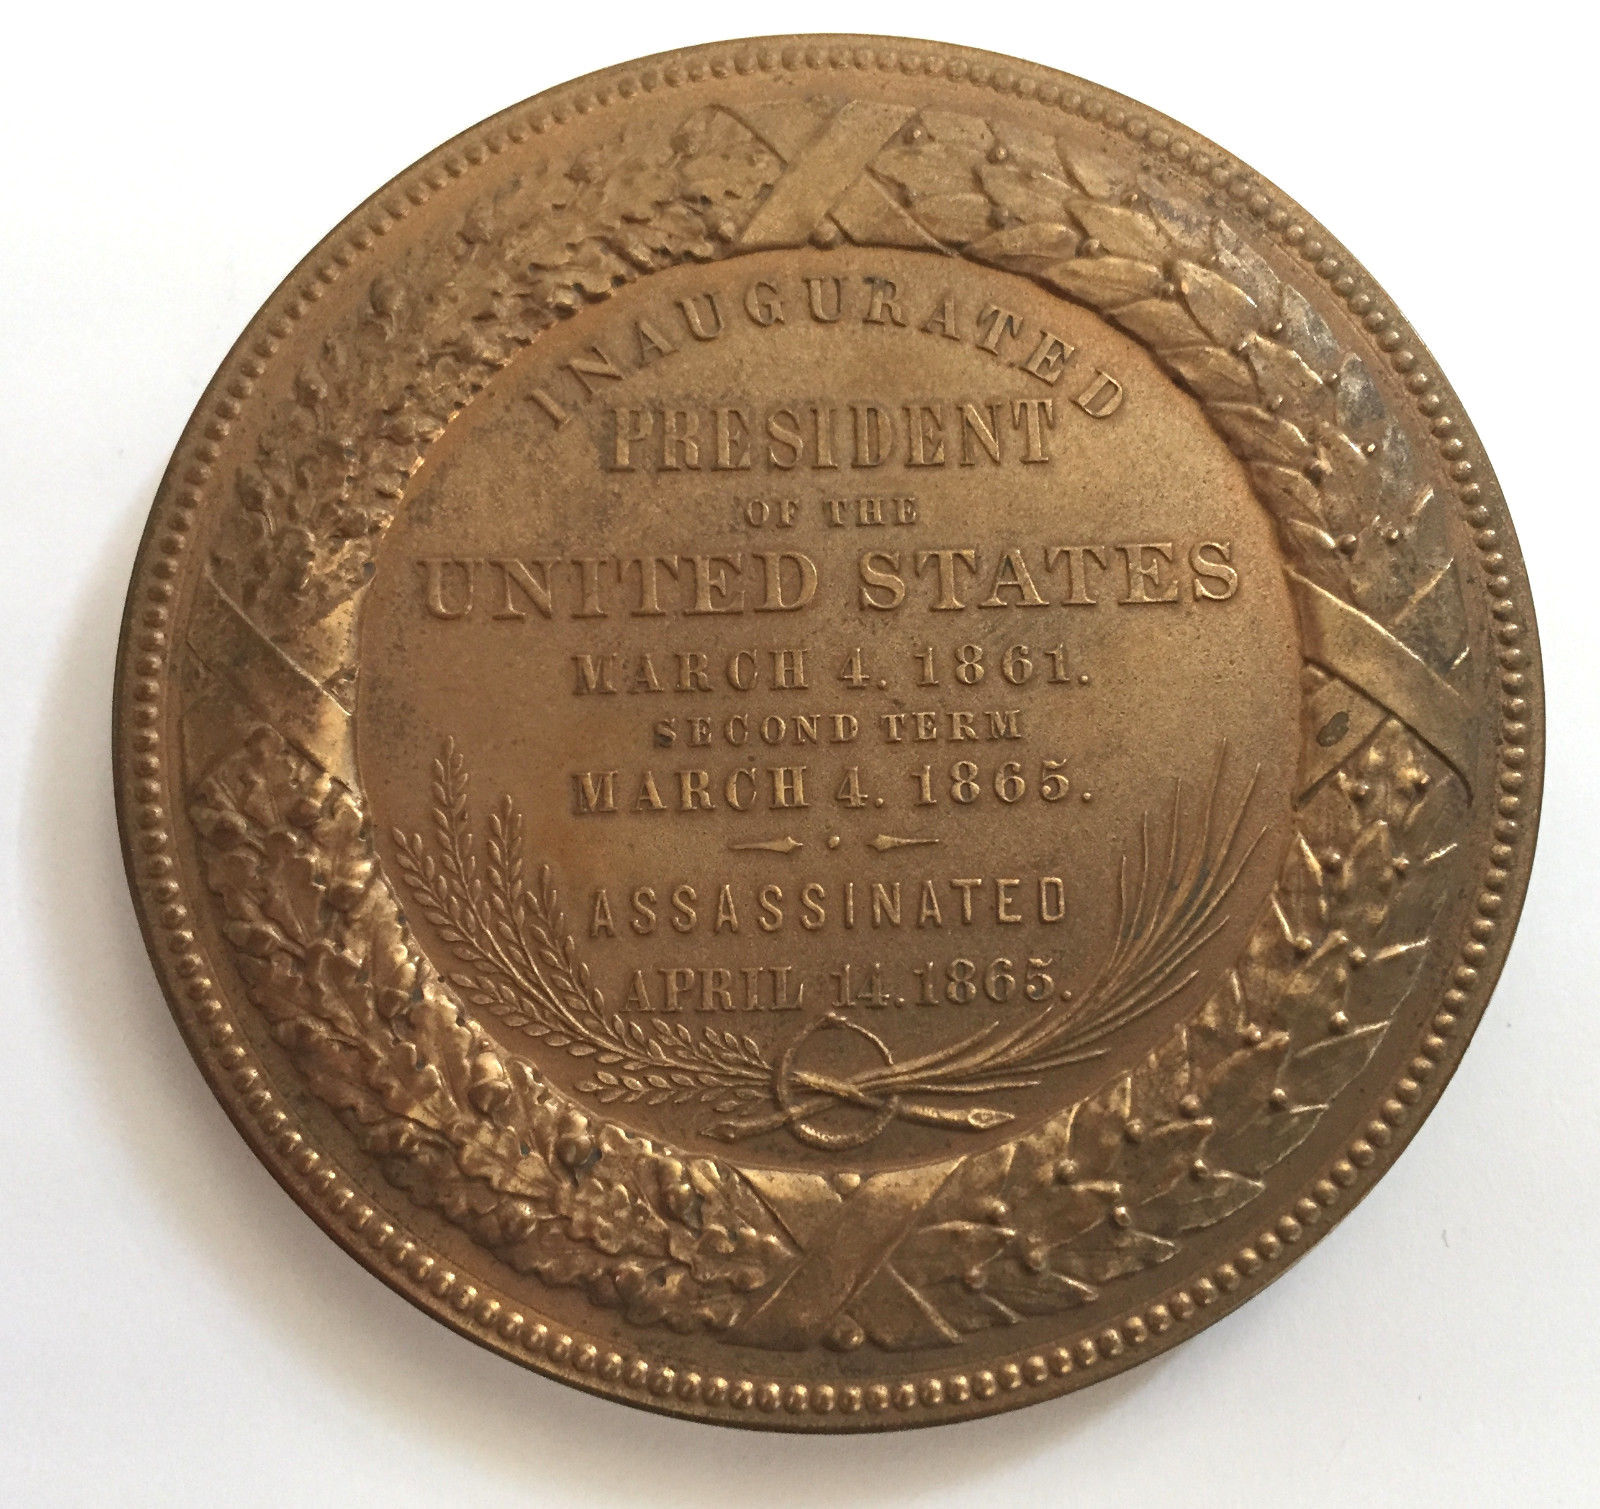 INAUGURATED
PRESIDENT
OF THE
UNITED STATES
MARCH 4. 1861.
SECOND TERM
MARCH 4. 1865.
ASSASSINATED
APRIL 14. 1865.